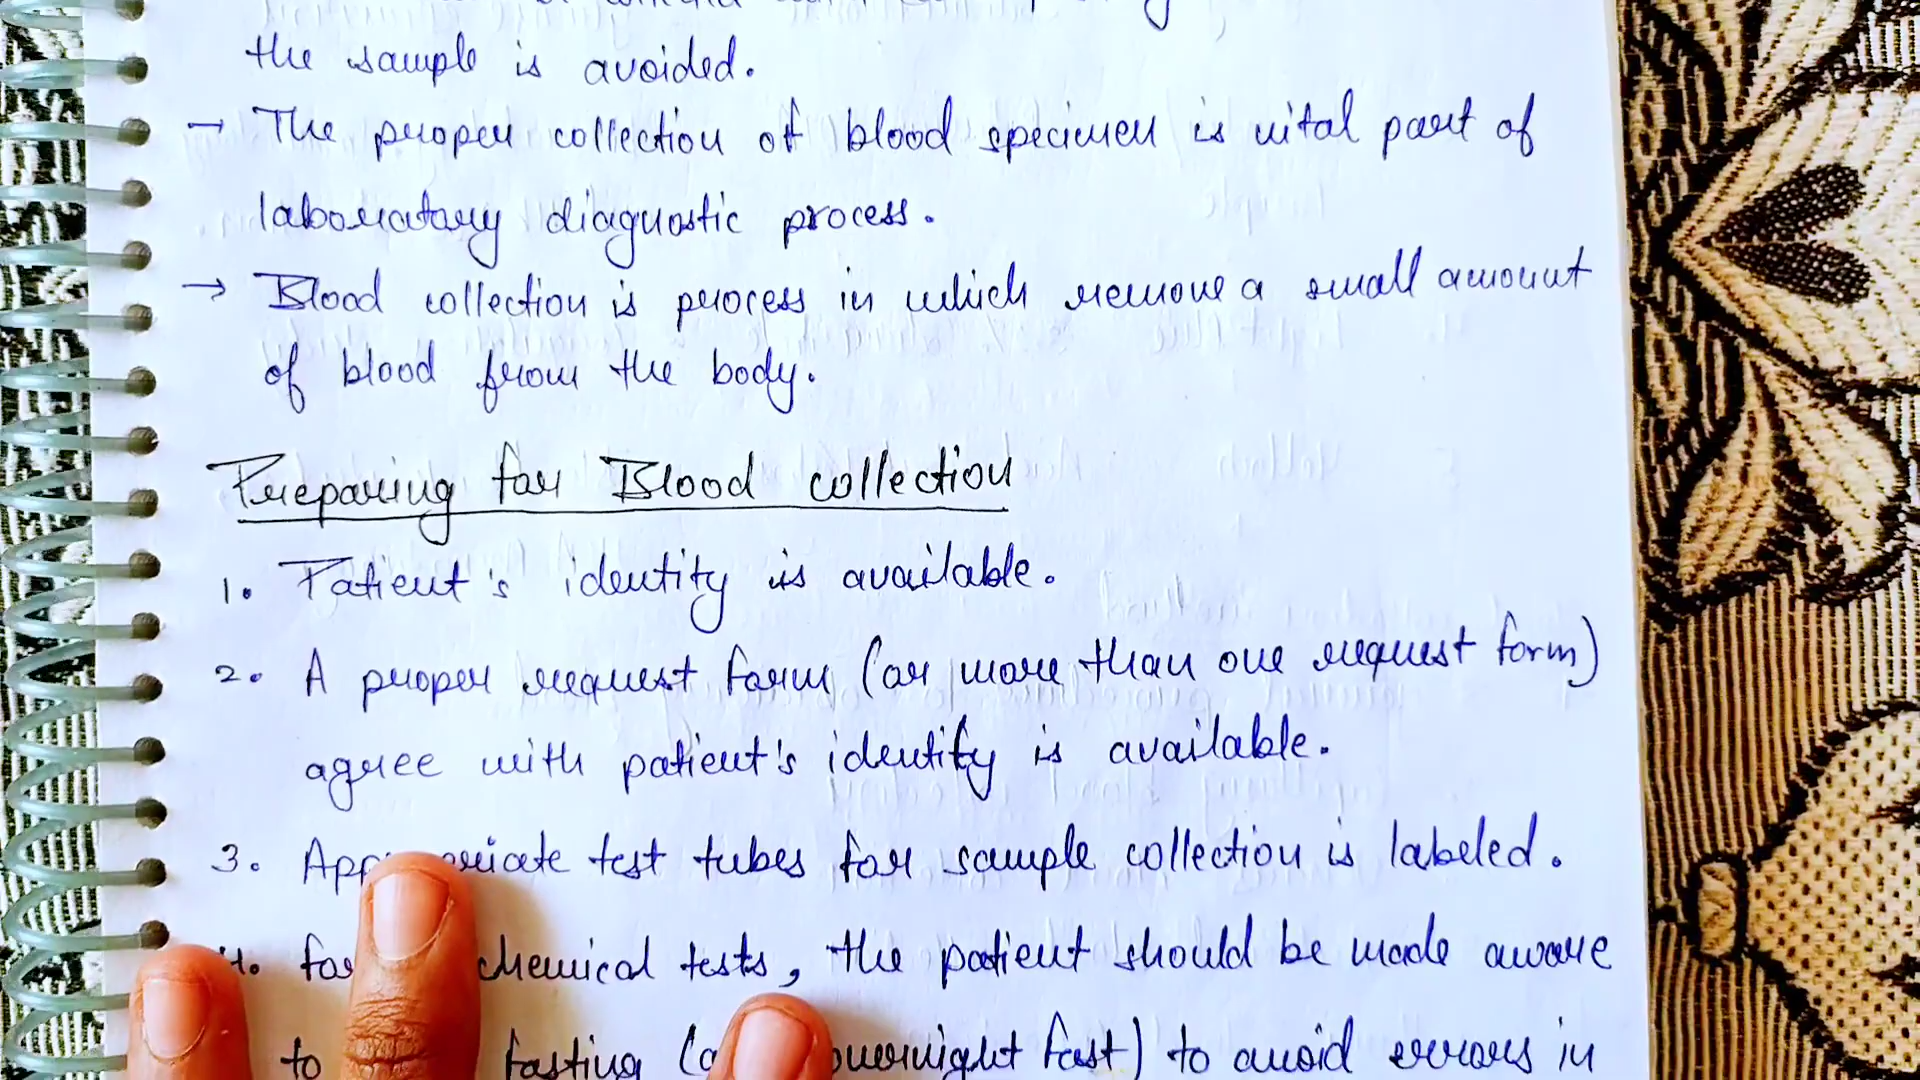 the sample is avoided.
→ The proper collection of blood specimen is vital part of
laboratory diagnostic process.
→ Blood collection is process in which remove a small amount
of blood from the body.
Preparing for Blood collection
1. Patient's identity is available.
2. A proper request form (or more than one request form)
agree with patient's identity is available.
3. test tubes for sample collection is labeled.
4. for chemical tests, the patient should be made aware
to fasting overnight fast) to avoid errors in